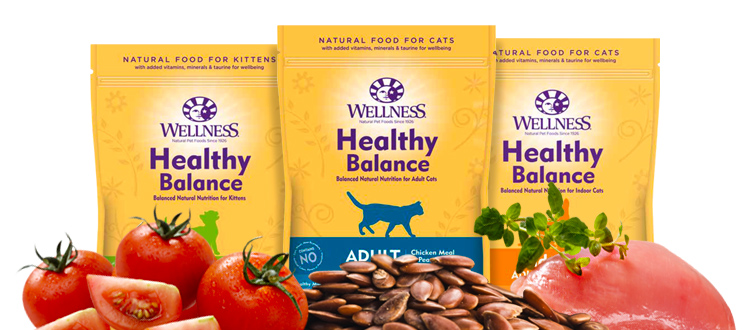 NATURAL FOOD FOR KITTENS
with added vitamins, minerals & taurine for wellbeing
WELLNESS
Natural Pet Foods Since 1926
Healthy
Balance
Balanced Natural Nutrition for Kittens
NATURAL FOOD FOR CATS
with added vitamins, minerals & taurine for wellbeing
WELLNESS
Natural Pet Foods Since 1926
Healthy
Balance
Balanced Natural Nutrition for Adult Cats
CONTAINS
NO
ADULT
Chicken Meal
NATURAL FOOD FOR CATS
added vitamins, minerals & taurine for wellbeing
WELLNESS
Natural Pet Foods Since 1926
Healthy
Balance
Balanced Natural Nutrition for Indoor Cats